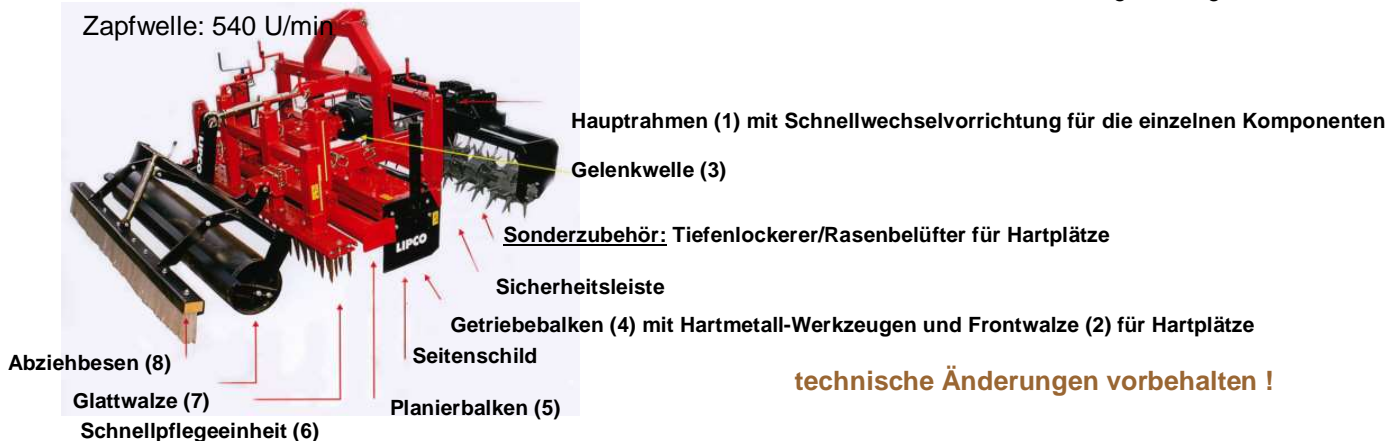 Zapfwelle: 540 U/min
Hauptrahmen (1) mit Schnellwechselvorrichtung für die einzelnen Komponenten
Gelenkwelle (3)
LIPCO
Sonderzubehör: Tiefenlockerer/Rasenbelüfter für Hartplätze
LIPCO
Sicherheitsleiste
Getriebebalken (4) mit Hartmetall-Werkzeugen und Frontwalze (2) für Hartplätze
Seitenschild
Abziehbesen (8)
technische Änderungen vorbehalten !
Glattwalze (7)
Planierbalken (5)
Schnellpflegeeinheit (6)